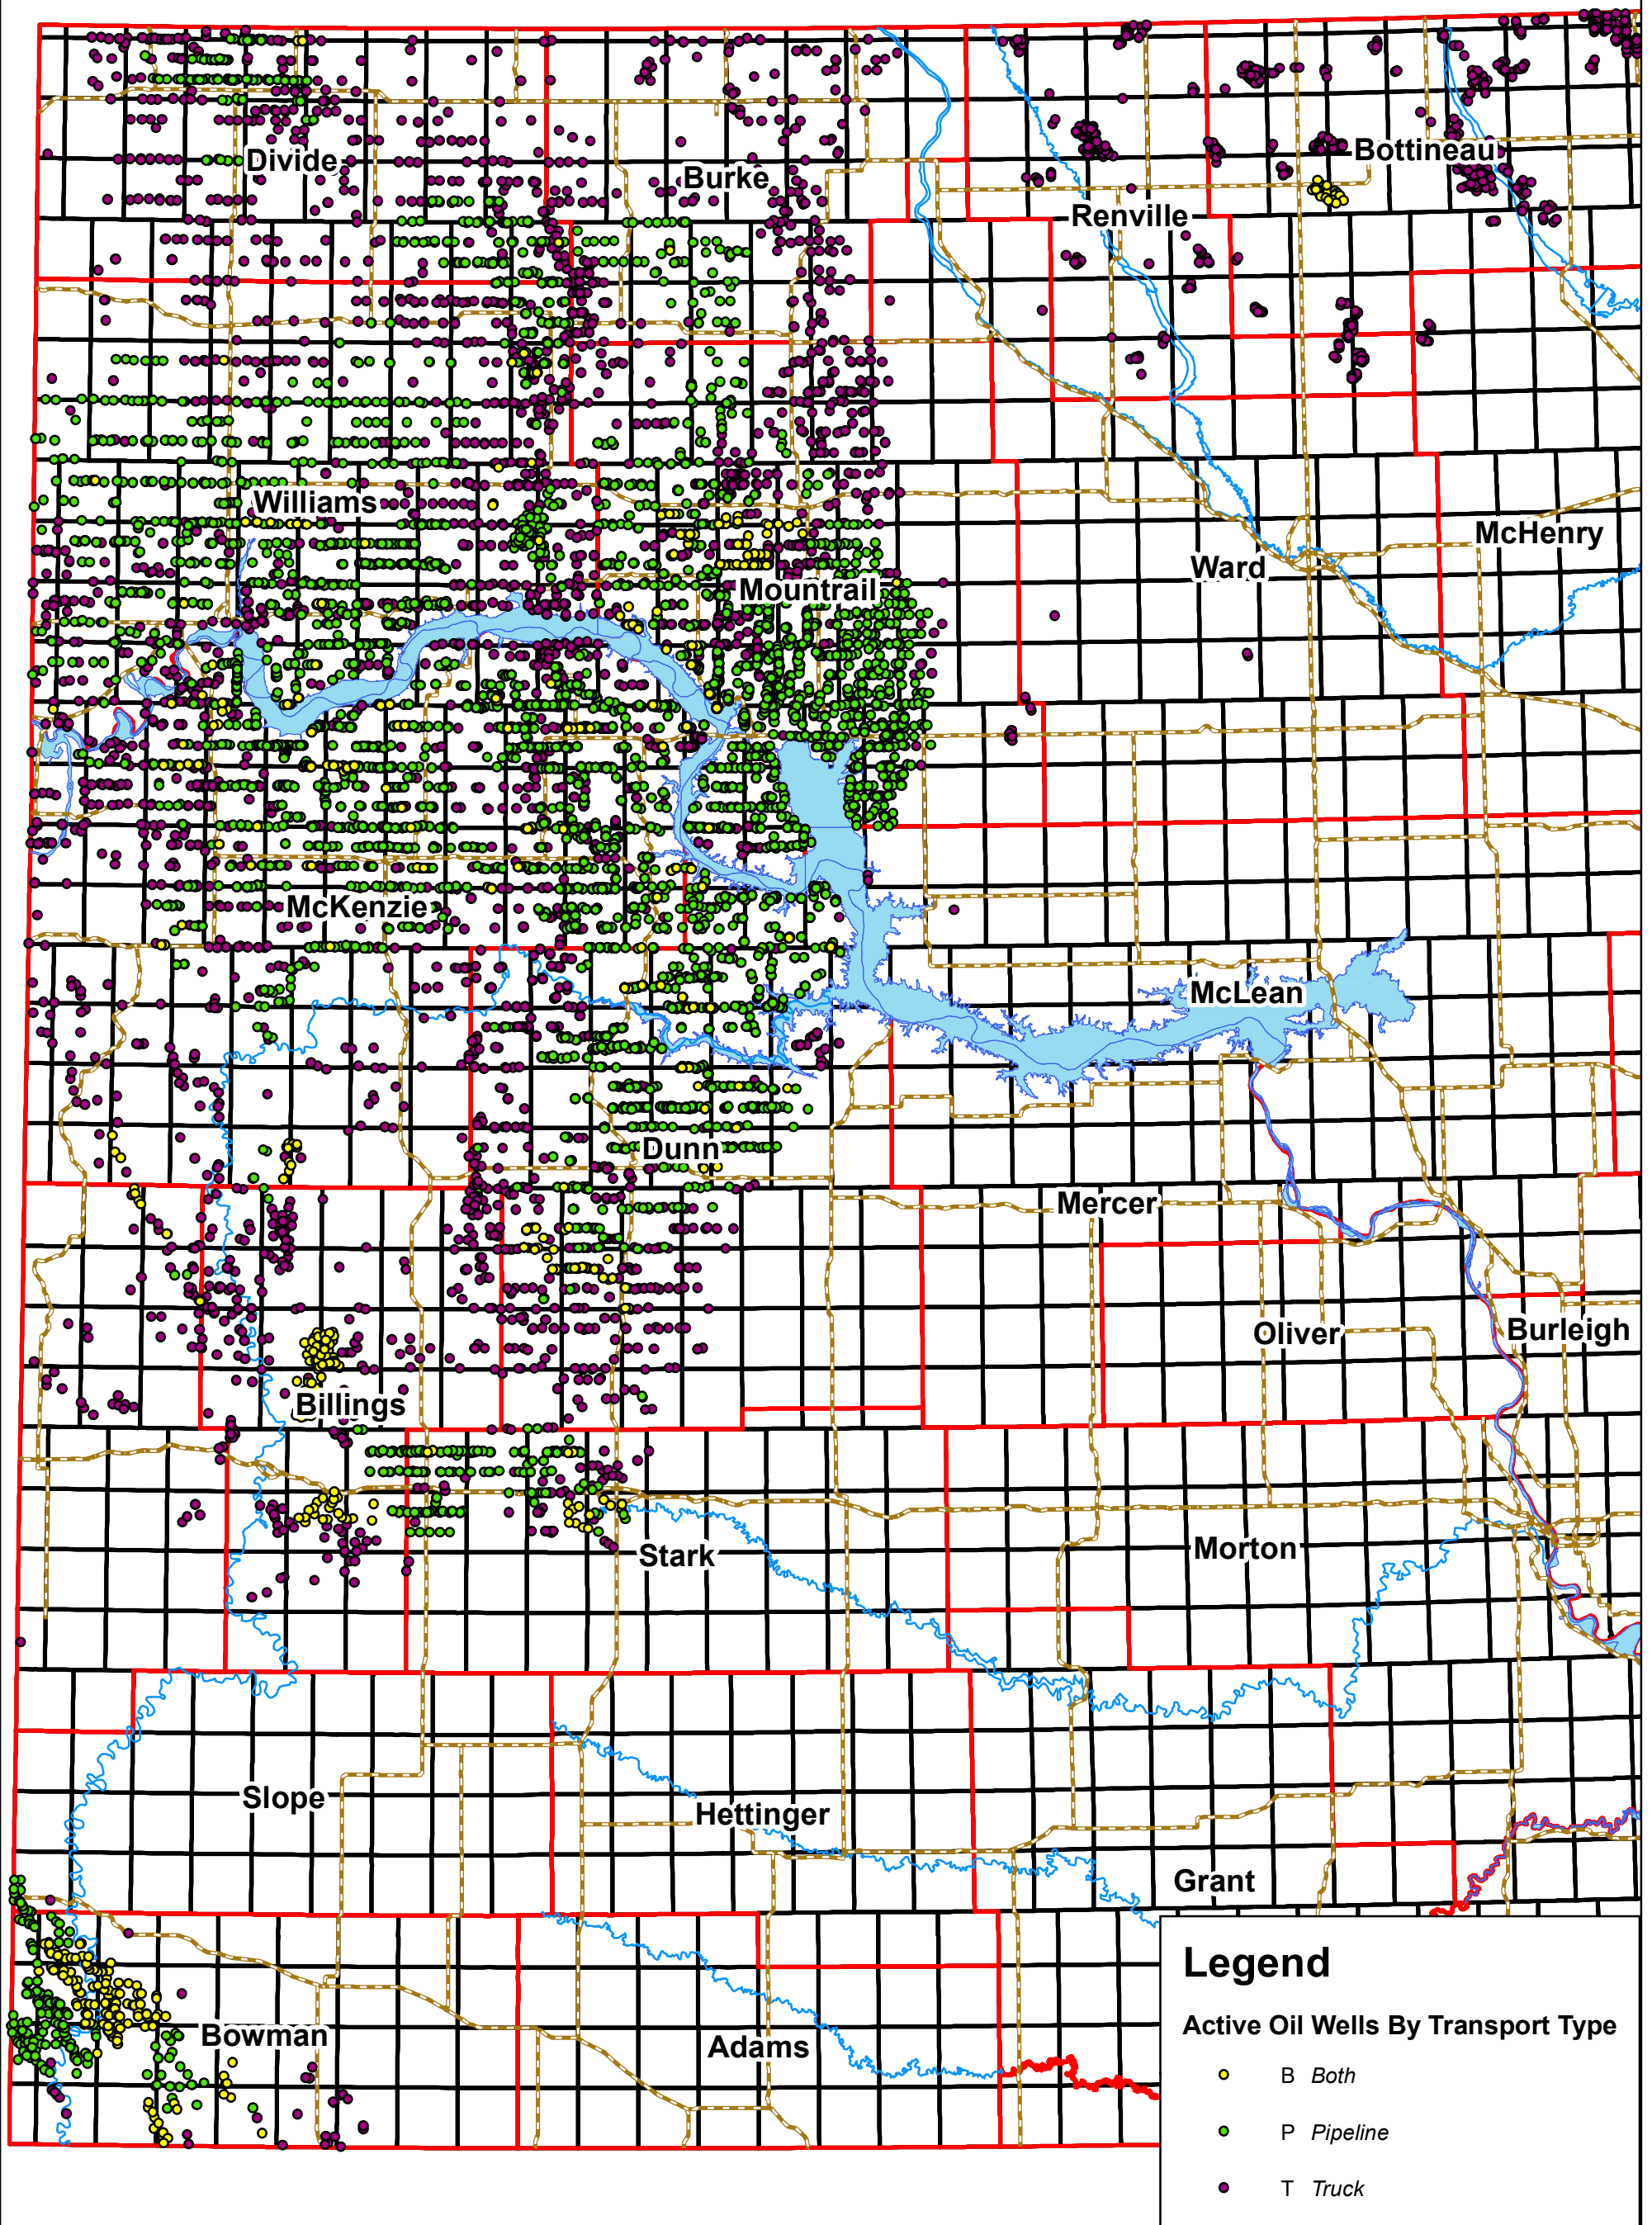 Divide
Burke
Bottineau
Renville
Williams
McHenry
Ward
Mountrail
McKenzie
McLean
Dunn
Mercer
Oliver
Burleigh
Billings
Stark
Morton
Slope
Hettinger
Grant
Bowman
Adams
Legend
Active Oil Wells By Transport Type
B Both
P Pipeline
T Truck